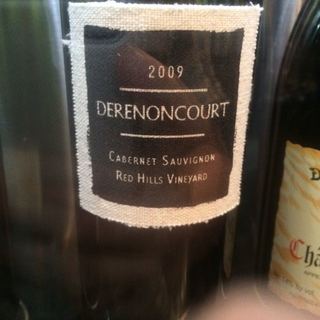 2009
DERENONCOURT
CABERNET SAUVIGNON
RED HILLS VINEYARD